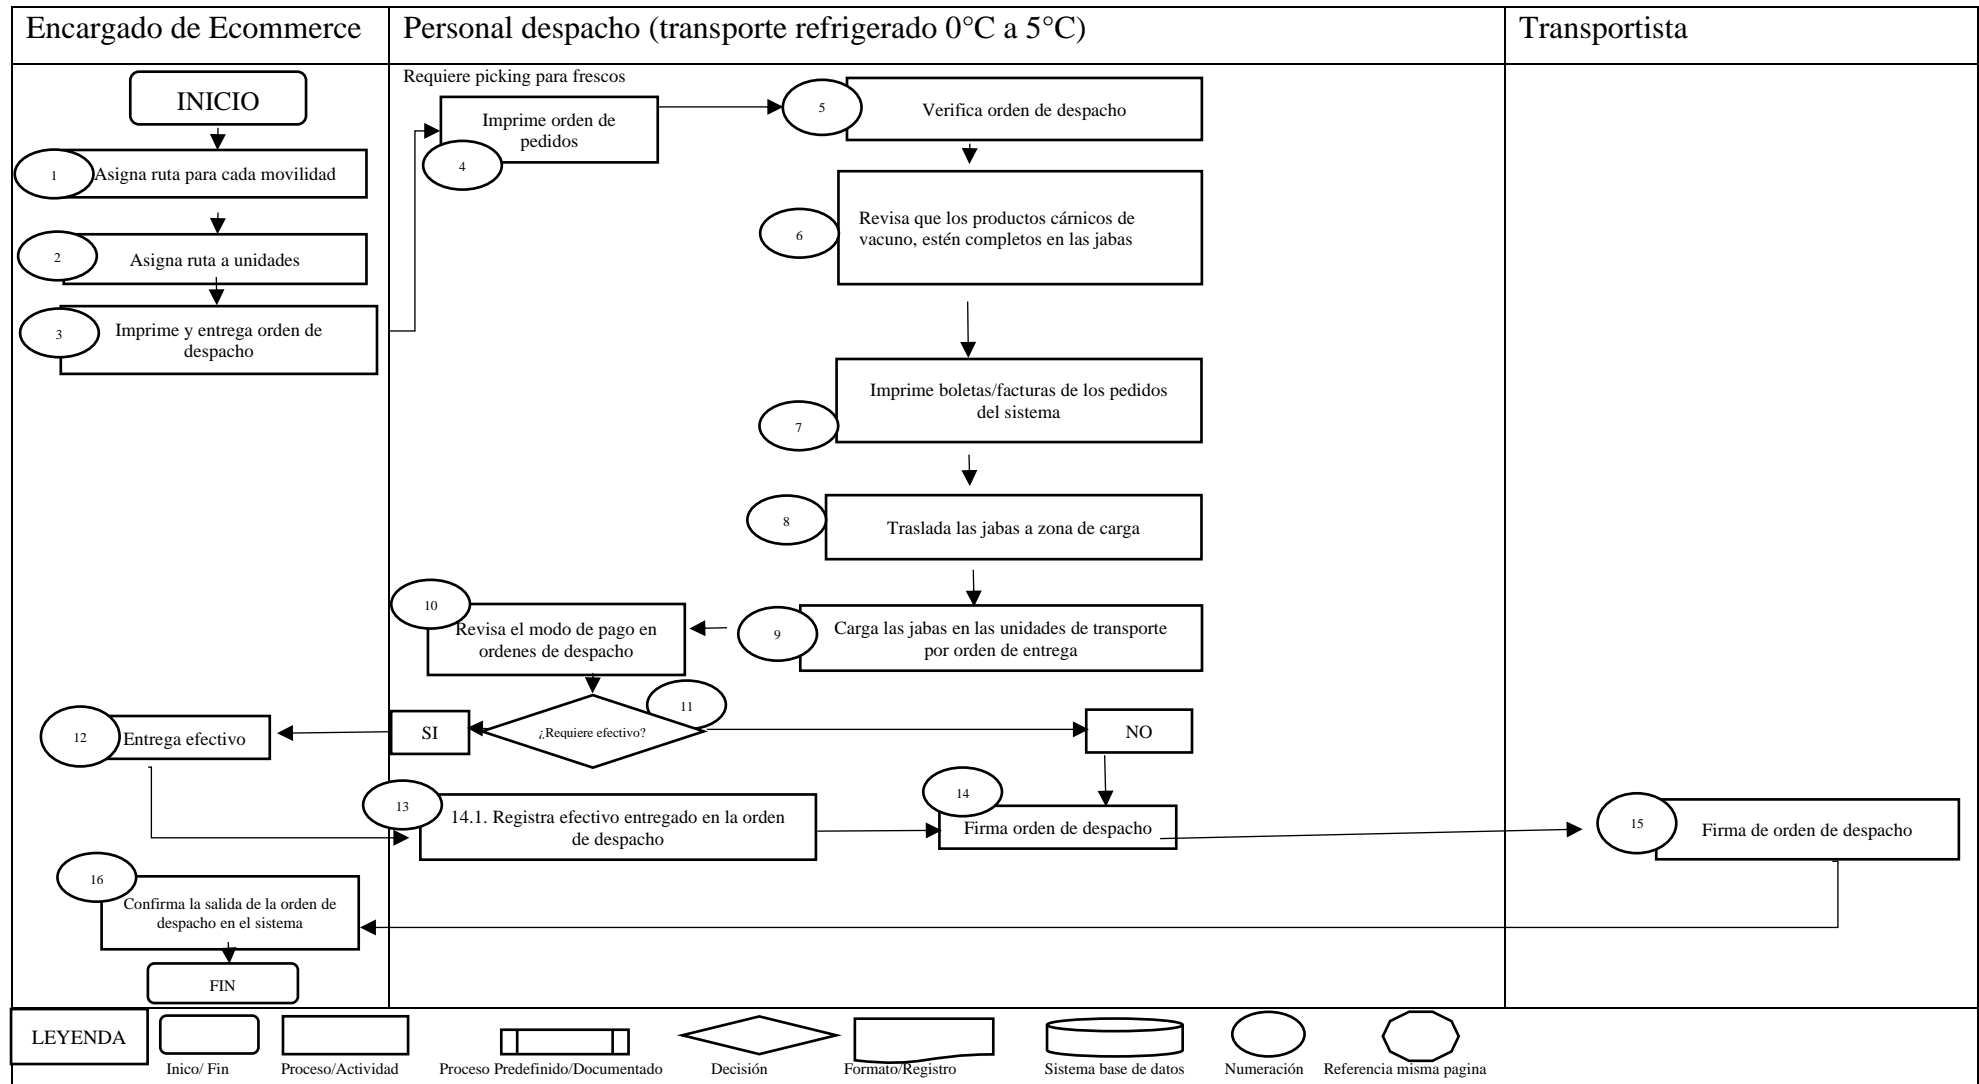 Encargado de Ecommerce
Personal despacho (transporte refrigerado 0°C a 5°C)
Transportista
INICIO
1
Asigna ruta para cada movilidad
2
Asigna ruta a unidades
3
Imprime y entrega orden de
despacho
Requiere picking para frescos
Imprime orden de
pedidos
4
5
Verifica orden de despacho
6
Revisa que los productos cárnicos de
vacuno, estén completos en las jabas
7
Imprime boletas/facturas de los pedidos
del sistema
8
Traslada las jabas a zona de carga
9
Carga las jabas en las unidades de transporte
por orden de entrega
10
Revisa el modo de pago en
ordenes de despacho
11
¿Requiere efectivo?
SI
NO
12
Entrega efectivo
13
14.1. Registra efectivo entregado en la orden
de despacho
14
Firma orden de despacho
15
Firma de orden de despacho
16
Confirma la salida de la orden de
despacho en el sistema
FIN
LEYENDA
Inico/ Fin
Proceso/Actividad
Proceso Predefinido/Documentado
Decisión
Formato/Registro
Sistema base de datos
Numeración
Referencia misma pagina